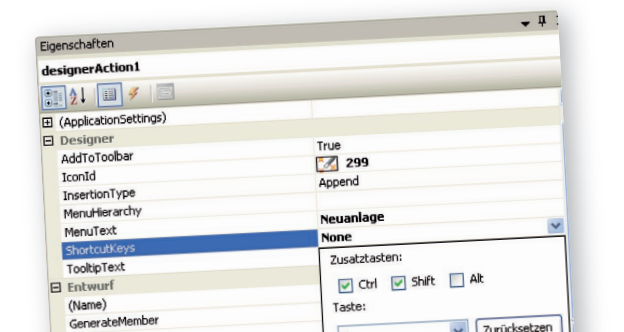 Eigenschaften
designerAction1
(ApplicationSettings)
Designer
AddToToolbar True
IconId 299
InsertionType Append
MenuHierarchy
MenuText Neuanlage
ShortcutKeys None
TooltipText
Entwurf
(Name)
GenerateMember
Zusatztasten:
Ctrl Shift Alt
Taste:
Zurücksetzen